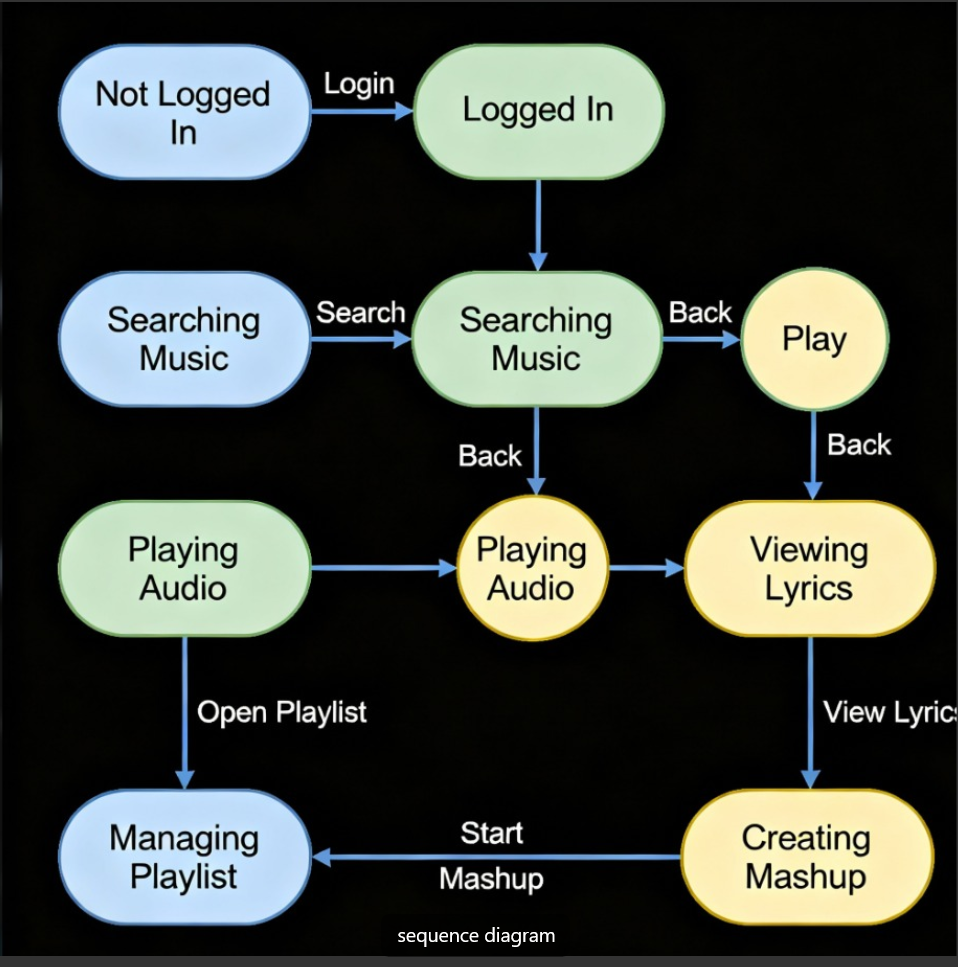 Not Logged
In
Login
Logged In
Searching
Music
Search
Searching
Music
Back
Play
Back
Back
Playing
Audio
Playing
Audio
Viewing
Lyrics
Open Playlist
View Lyrics
Managing
Playlist
Start
Mashup
Creating
Mashup
sequence diagram